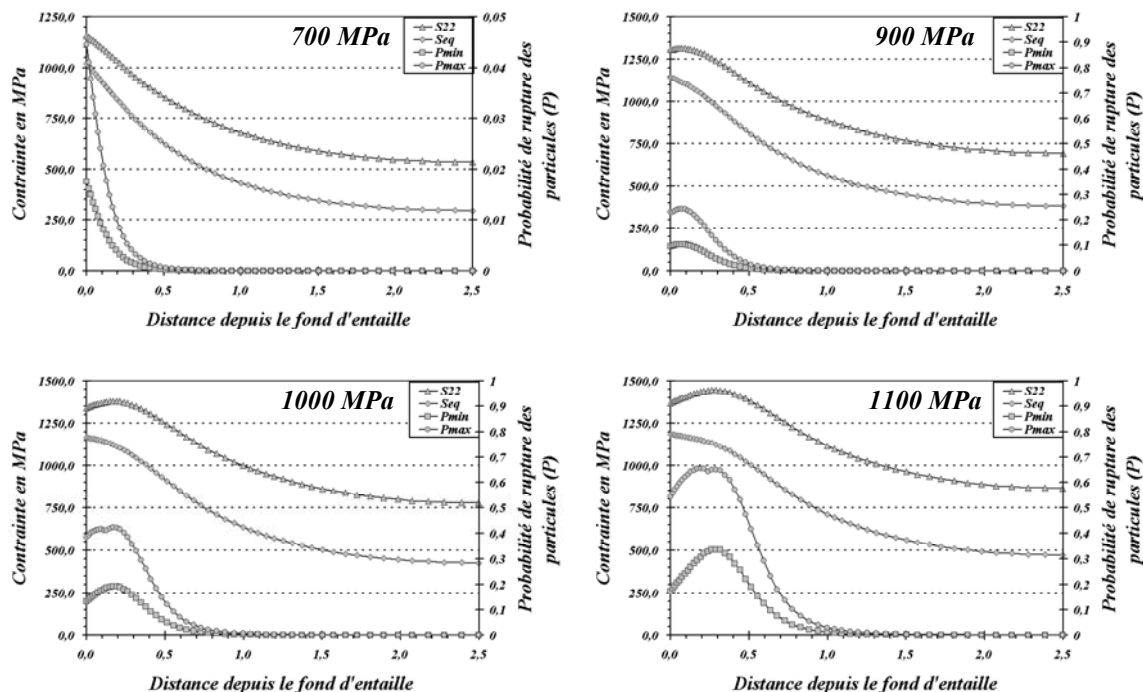 700 MPa
S22
Seq
Pmin
Pmax
Contrainte en MPa
1250,0
1000,0
750,0
500,0
250,0
0,0
0,05
0,04
0,03
0,02
0,01
0
Probabilité de rupture des
particules (P)
0,0 0,5 1,0 1,5 2,0 2,5
Distance depuis le fond d'entaille
900 MPa
S22
Seq
Pmin
Pmax
Contrainte en MPa
1500,0
1250,0
1000,0
750,0
500,0
250,0
0,0
1
0,9
0,8
0,7
0,6
0,5
0,4
0,3
0,2
0,1
0
Probabilité de rupture des
particules (P)
0,0 0,5 1,0 1,5 2,0 2,5
Distance depuis le fond d'entaille
1000 MPa
S22
Seq
Pmin
Pmax
Contrainte en MPa
1500,0
1250,0
1000,0
750,0
500,0
250,0
0,0
1
0,9
0,8
0,7
0,6
0,5
0,4
0,3
0,2
0,1
0
Probabilité de rupture des
particules (P)
0,0 0,5 1,0 1,5 2,0 2,5
Distance depuis le fond d'entaille
1100 MPa
S22
Seq
Pmin
Pmax
Contrainte en MPa
1500,0
1250,0
1000,0
750,0
500,0
250,0
0,0
1
0,9
0,8
0,7
0,6
0,5
0,4
0,3
0,2
0,1
0
Probabilité de rupture des
particules (P)
0,0 0,5 1,0 1,5 2,0 2,5
Distance depuis le fond d'entaille